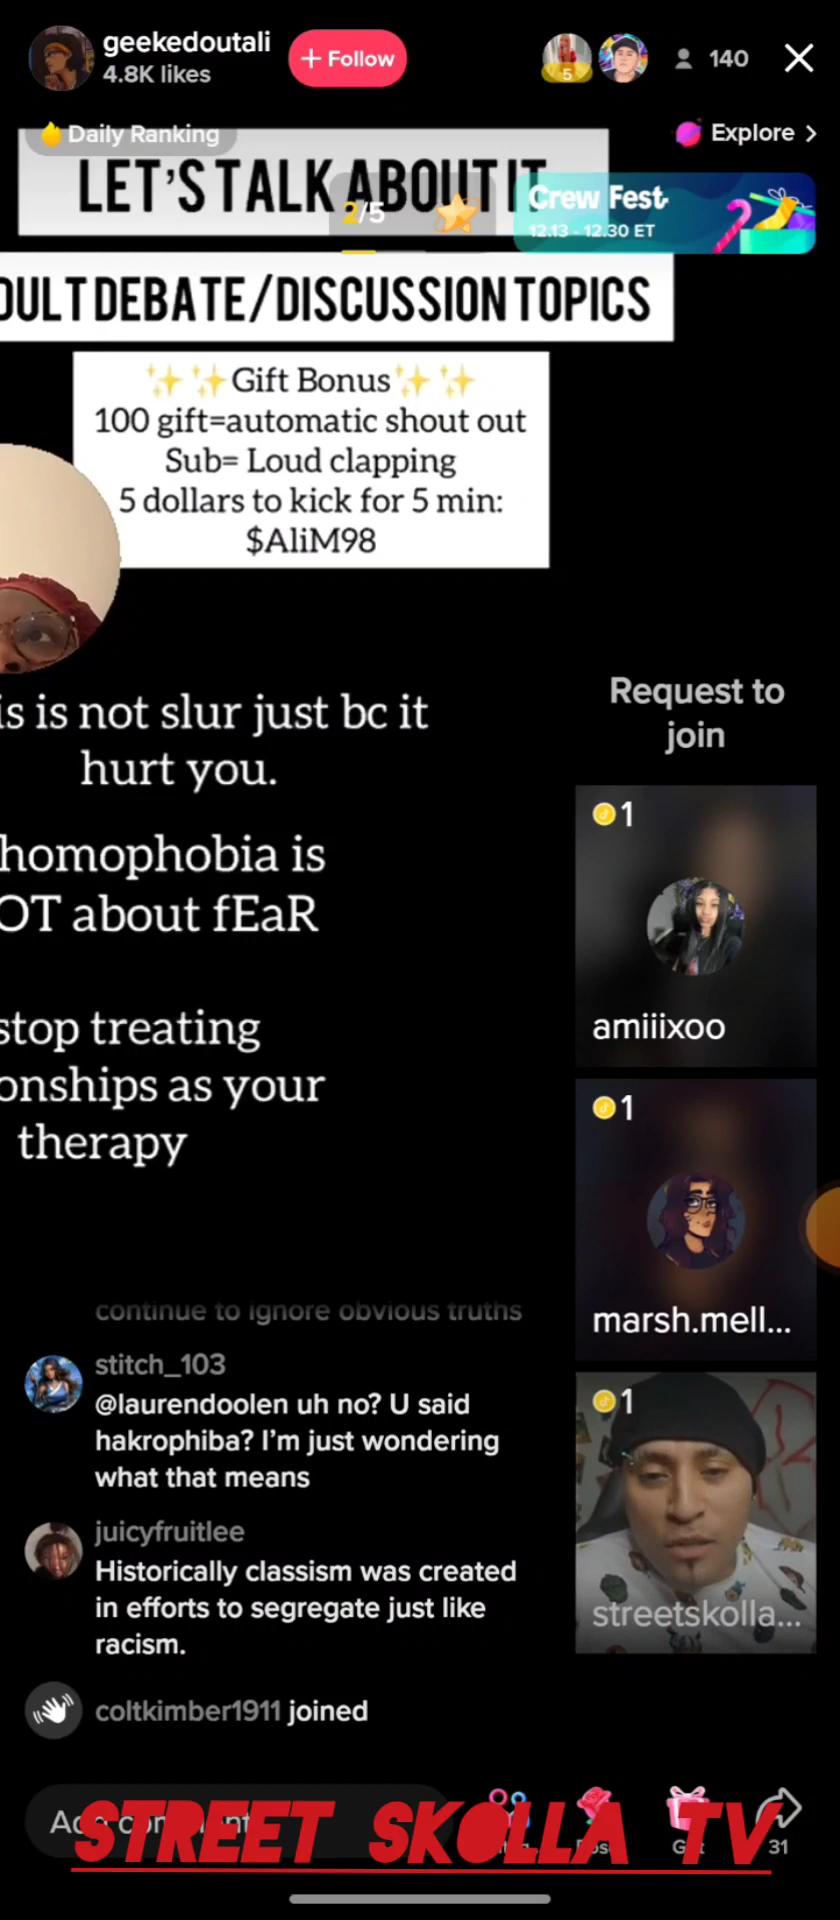 geekedoutali
4.8K likes
+ Follow
5
140
Daily Ranking
Explore >
LET'S TALK ABOUT IT
2/5
Crew Fest
12.13 - 12.30 ET
DULT DEBATE/DISCUSSION TOPICS
✨ ✨Gift Bonus✨ ✨
100 gift=automatic shout out
Sub= Loud clapping
5 dollars to kick for 5 min:
$AliM98
is is not slur just bc it
hurt you.
homophobia is
OT about fEaR
stop treating
onships as your
therapy
Request to
join
1
amiiixoo
1
marsh.mell...
1
streetskolla...
continue to ignore obvious truths
stitch_103
@laurendoolen uh no? U said
hakrophiba? I'm just wondering
what that means
juicyfruitlee
Historically classism was created
in efforts to segregate just like
racism.
coltkimber1911 joined
STREET SKOLLA TV
31